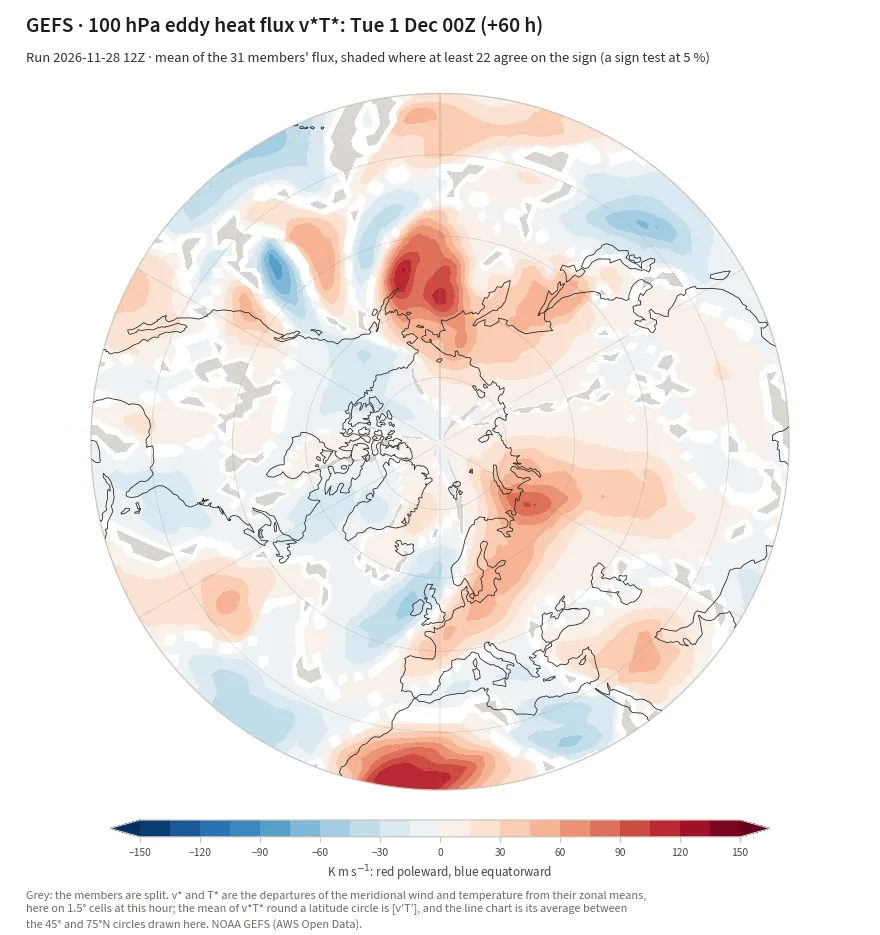 GEFS · 100 hPa eddy heat flux v*T*: Tue 1 Dec 00Z (+60 h)
Run 2026-11-28 12Z · mean of the 31 members' flux, shaded where at least 22 agree on the sign (a sign test at 5 %)
−150 −120 −90 −60 −30 0 30 60 90 120 150
K m s⁻¹: red poleward, blue equatorward
Grey: the members are split. v* and T* are the departures of the meridional wind and temperature from their zonal means,
here on 1.5° cells at this hour; the mean of v*T* round a latitude circle is [v'T'], and the line chart is its average between
the 45° and 75°N circles drawn here. NOAA GEFS (AWS Open Data).